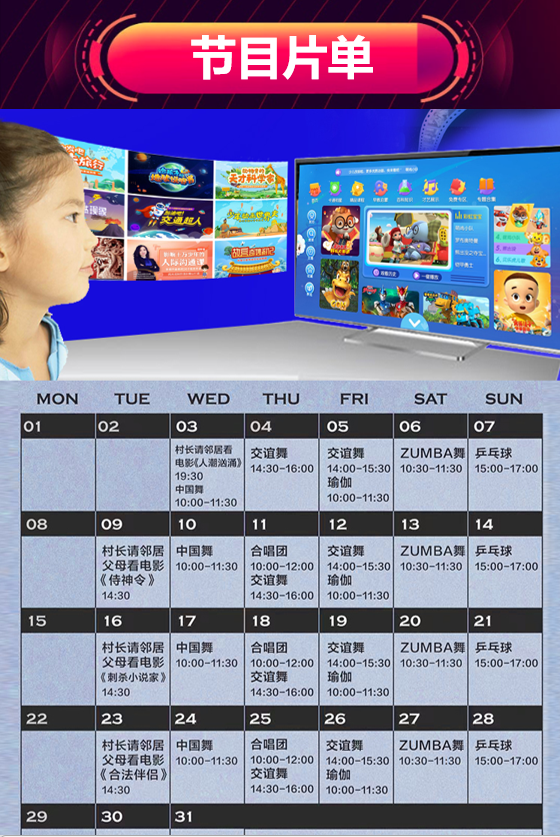 节目片单
交通超人
天才科学家
人际沟通课
MON TUE WED THU FRI SAT SUN
01 02 03 04 05 06 07
村长请邻居看
电影《人潮汹涌》
19:30
中国舞
10:00-11:30
交谊舞
14:30-16:00
交谊舞
14:00-15:30
瑜伽
10:00-11:30
ZUMBA舞
10:30-11:30
乒乓球
15:00-17:00
08 09 10 11 12 13 14
村长请邻居
父母看电影
《侍神令》
14:30
中国舞
10:00-11:30
合唱团
10:00-12:00
交谊舞
14:30-16:00
交谊舞
14:00-15:30
瑜伽
10:00-11:30
ZUMBA舞
10:30-11:30
乒乓球
15:00-17:00
15 16 17 18 19 20 21
村长请邻居
父母看电影
《刺杀小说家》
14:30
中国舞
10:00-11:30
合唱团
10:00-12:00
交谊舞
14:30-16:00
交谊舞
14:00-15:30
瑜伽
10:00-11:30
ZUMBA舞
10:30-11:30
乒乓球
15:00-17:00
22 23 24 25 26 27 28
村长请邻居
父母看电影
《合法伴侣》
14:30
中国舞
10:00-11:30
合唱团
10:00-12:00
交谊舞
14:30-16:00
交谊舞
14:00-15:30
瑜伽
10:00-11:30
ZUMBA舞
10:30-11:30
乒乓球
15:00-17:00
29 30 31